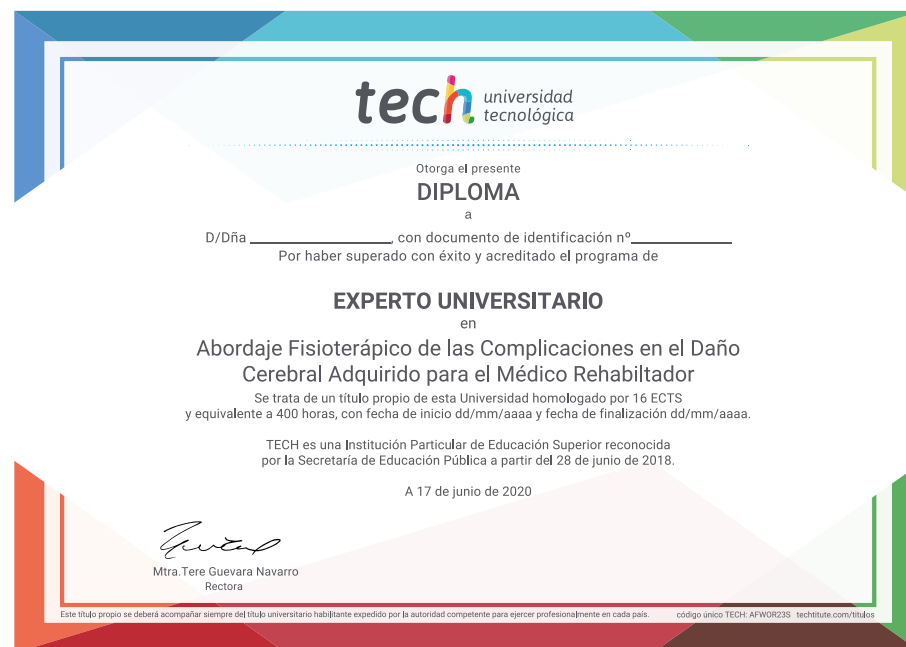 tech universidad
tecnológica
Otorga el presente
DIPLOMA
a
D/Dña ____________________, con documento de identificación nº______________
Por haber superado con éxito y acreditado el programa de
EXPERTO UNIVERSITARIO
en
Abordaje Fisioterápico de las Complicaciones en el Daño
Cerebral Adquirido para el Médico Rehabiltador
Se trata de un título propio de esta Universidad homologado por 16 ECTS
y equivalente a 400 horas, con fecha de inicio dd/mm/aaaa y fecha de finalización dd/mm/aaaa.
TECH es una Institución Particular de Educación Superior reconocida
por la Secretaría de Educación Pública a partir del 28 de junio de 2018.
A 17 de junio de 2020
Mtra.Tere Guevara Navarro
Rectora
Este título propio se deberá acompañar siempre del título universitario habilitante expedido por la autoridad competente para ejercer profesionalmente en cada país. código único TECH: AFWOR23S techtitute.com/titulos